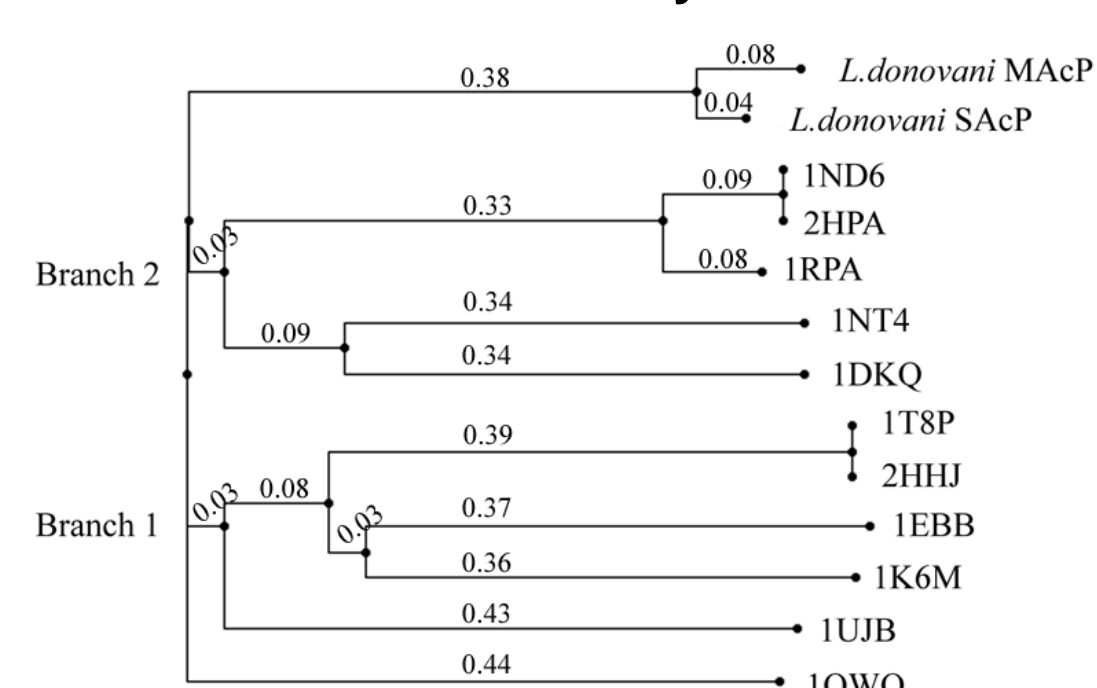 0.08
0.38
L.donovani MAcP
0.04
L.donovani SAcP
1ND6
0.09
0.33
2HPA
0.03
0.08
1RPA
Branch 2
0.34
1NT4
0.09
0.34
1DKQ
1T8P
0.39
2HHJ
0.03
0.08
0.37
0.03
Branch 1
1EBB
0.36
1K6M
0.43
1UJB
0.44